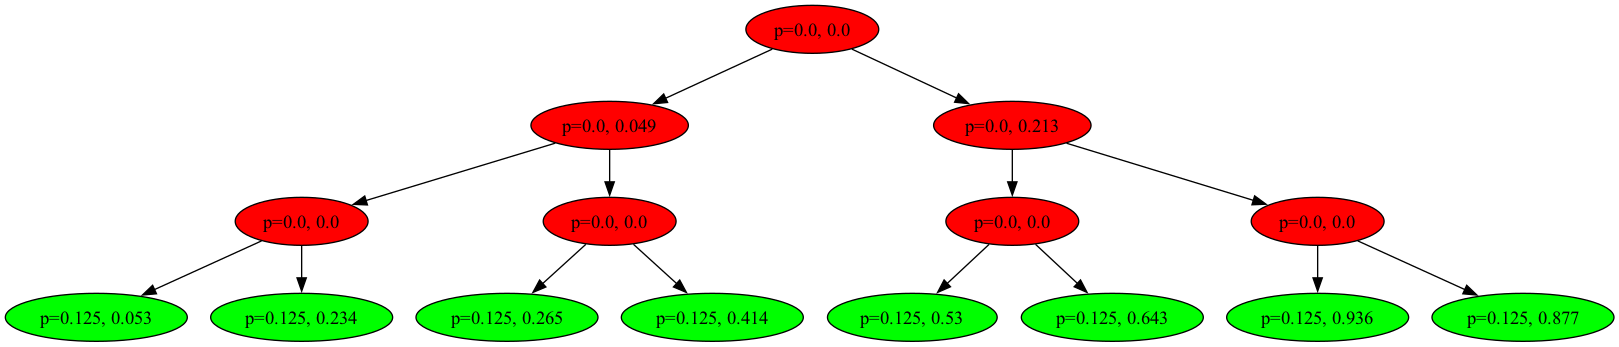 p=0.0, 0.0
p=0.0, 0.049
p=0.0, 0.213
p=0.0, 0.0
p=0.0, 0.0
p=0.0, 0.0
p=0.0, 0.0
p=0.125, 0.053
p=0.125, 0.234
p=0.125, 0.265
p=0.125, 0.414
p=0.125, 0.53
p=0.125, 0.643
p=0.125, 0.936
p=0.125, 0.877